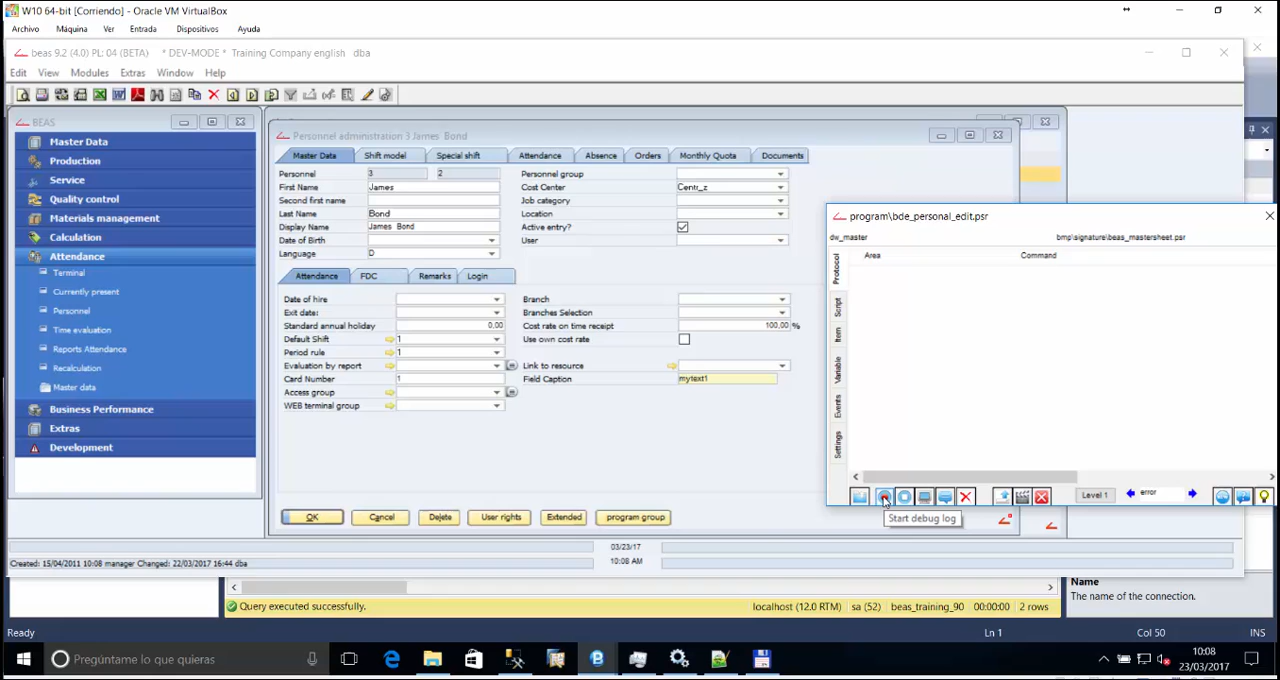 W10 64-bit [Corriendo] - Oracle VM VirtualBox
Archivo Máquina Ver Entrada Dispositivos Ayuda
beas 9.2 (4.0) PL: 04 (BETA) * DEV-MODE * Training Company english dba
Edit View Modules Extras Window Help
BEAS
Master Data
Production
Service
Quality control
Materials management
Calculation
Attendance
Terminal
Currently present
Personnel
Time evaluation
Reports Attendance
Recalculation
Master data
Business Performance
Extras
Development
Personnel administration 3 James Bond
Master Data Shift model Special shift Attendance Absence Orders Monthly Quota Documents
Personnel 3 2 Personnel group
First Name James Cost Center Centr_z
Second first name Job category
Last Name Bond Location
Display Name James Bond Active entry?
Date of Birth User
Language D
Attendance FDC Remarks Login
Date of hire Branch
Exit date: Branches Selection
Standard annual holiday 0,00 Cost rate on time receipt 100,00 %
Default Shift 1 Use own cost rate
Period rule 1
Evaluation by report Link to resource
Card Number 1 Field Caption mytext1
Access group
WEB terminal group
OK Cancel Delete User rights Extended program group
program\bde_personal_edit.psr
dw_master bmp\signature\beas_mastersheet.psr
Area Command
Protocol
Script
Item
Variable
Events
Settings
Level 1 error
Start debug log
03/23/17
Created: 15/04/2011 10:08 manager Changed: 22/03/2017 16:44 dba 10:08 AM
Name
The name of the connection.
Query executed successfully. localhost (12.0 RTM) sa (52) beas_training_90 00:00:00 2 rows
Ready Ln 1 Col 50 INS
Pregúntame lo que quieras
10:08
23/03/2017